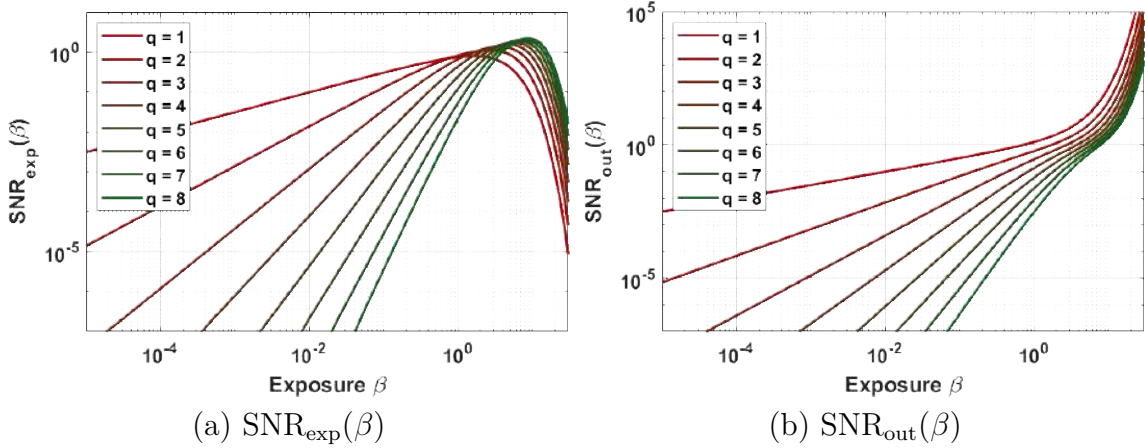 10^0
10^-5
SNR_exp(β)
q = 1
q = 2
q = 3
q = 4
q = 5
q = 6
q = 7
q = 8
10^-4
10^-2
10^0
Exposure β
(a) SNR_exp(β)
10^5
10^0
10^-5
SNR_out(β)
q = 1
q = 2
q = 3
q = 4
q = 5
q = 6
q = 7
q = 8
10^-4
10^-2
10^0
Exposure β
(b) SNR_out(β)